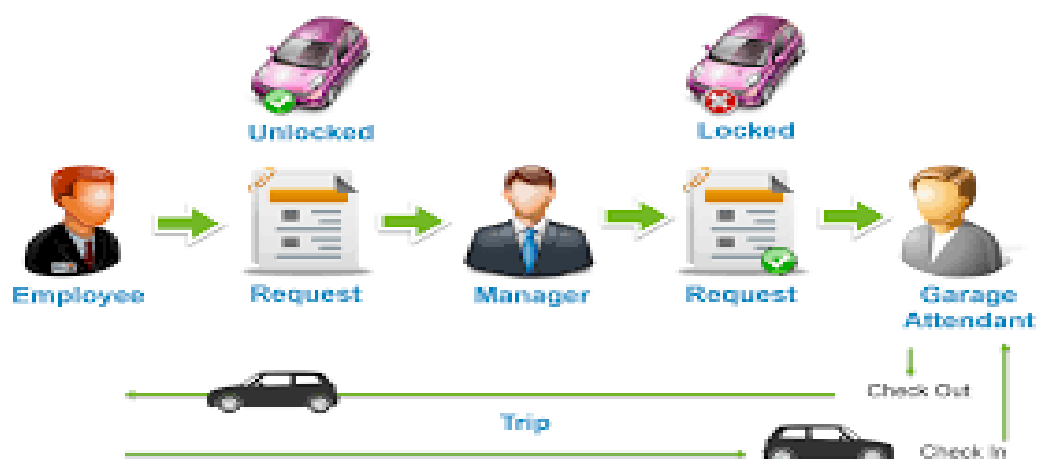 Unlocked
Locked
Employee
Request
Manager
Request
Garage
Attendant
Check Out
Trip
Check In